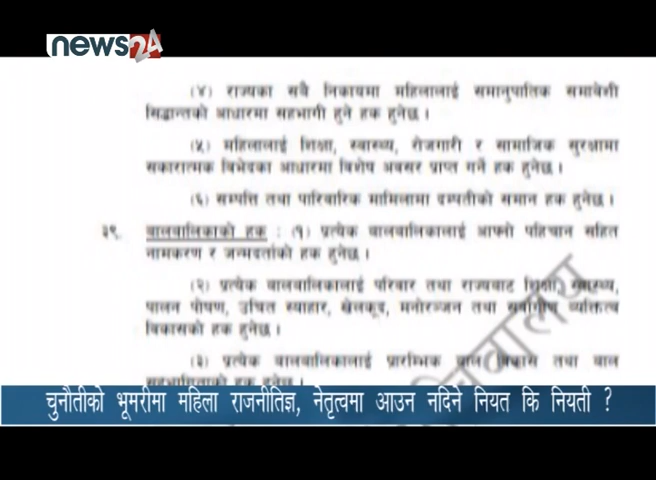 news24
(४) राज्यका सबै निकायमा महिलालाई समानुपातिक समावेशी
सिद्धान्तको आधारमा सहभागी हुने हक हुनेछ ।
(५) महिलालाई शिक्षा, स्वास्थ्य, रोजगारी र सामाजिक सुरक्षामा
सकारात्मक विभेदका आधारमा विशेष अवसर प्राप्त गर्ने हक हुनेछ ।
(६) सम्पत्ति तथा पारिवारिक मामिलामा दम्पतीको समान हक हुनेछ ।
३९. बालबालिकाको हक : (१) प्रत्येक बालबालिकालाई आफ्नो पहिचान सहित
नामकरण र जन्मदर्ताको हक हुनेछ ।
(२) प्रत्येक बालबालिकालाई परिवार तथा राज्यबाट शिक्षा, स्वास्थ्य,
पालन पोषण, उचित स्याहार, खेलकूद, मनोरञ्जन तथा सर्वाङ्गीण व्यक्तित्व
विकासको हक हुनेछ ।
(३) प्रत्येक बालबालिकालाई प्रारम्भिक बाल विकास तथा बाल
सहभागिताको हक हुनेछ ।
चुनौतीको भूमरीमा महिला राजनीतिज्ञ, नेतृत्वमा आउन नदिने नियत कि नियती ?